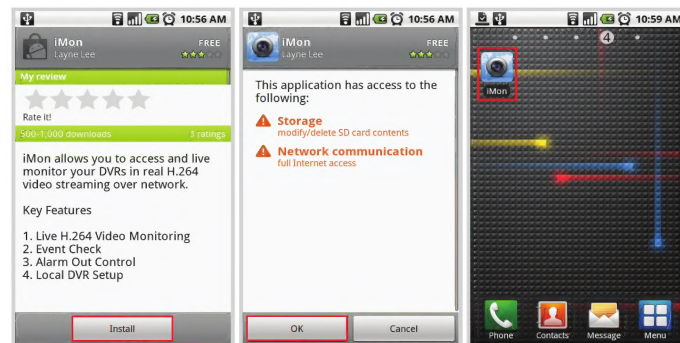 10:56 AM
iMon
Layne Lee
FREE
My review
Rate it!
500-1,000 downloads
3 ratings
iMon allows you to access and live
monitor your DVRs in real H.264
video streaming over network.
Key Features
1. Live H.264 Video Monitoring
2. Event Check
3. Alarm Out Control
4. Local DVR Setup
Install
10:56 AM
iMon
Layne Lee
FREE
This application has access to the
following:
Storage
modify/delete SD card contents
Network communication
full Internet access
OK
Cancel
10:59 AM
4
iMon
Phone
Contacts
Message
Menu